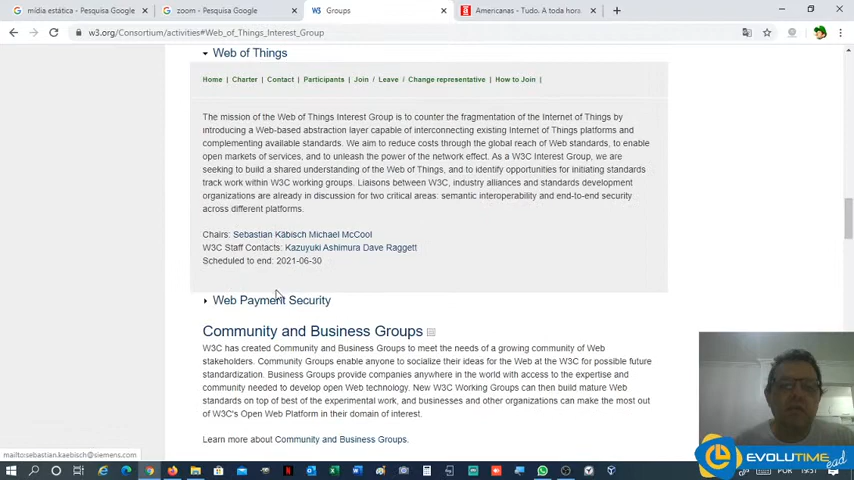 mídia estática - Pesquisa Google
zoom - Pesquisa Google
W3 Groups
Americanas - Tudo. A toda hora.
w3.org/Consortium/activities#Web_of_Things_Interest_Group
Web of Things
Home | Charter | Contact | Participants | Join / Leave / Change representative | How to Join |
The mission of the Web of Things Interest Group is to counter the fragmentation of the Internet of Things by
introducing a Web-based abstraction layer capable of interconnecting existing Internet of Things platforms and
complementing available standards. We aim to reduce costs through the global reach of Web standards, to enable
open markets of services, and to unleash the power of the network effect. As a W3C Interest Group, we are
seeking to build a shared understanding of the Web of Things, and to identify opportunities for initiating standards
track work within W3C working groups. Liaisons between W3C, industry alliances and standards development
organizations are already in discussion for two critical areas: semantic interoperability and end-to-end security
across different platforms.
Chairs: Sebastian Käbisch Michael McCool
W3C Staff Contacts: Kazuyuki Ashimura Dave Raggett
Scheduled to end: 2021-06-30
Web Payment Security
Community and Business Groups
W3C has created Community and Business Groups to meet the needs of a growing community of Web
stakeholders. Community Groups enable anyone to socialize their ideas for the Web at the W3C for possible future
standardization. Business Groups provide companies anywhere in the world with access to the expertise and
community needed to develop open Web technology. New W3C Working Groups can then build mature Web
standards on top of best of the experimental work, and businesses and other organizations can make the most out
of W3C's Open Web Platform in their domain of interest.
Learn more about Community and Business Groups.
mailto:sebastian.kaebisch@siemens.com
EVOLUTIME
ead
POR